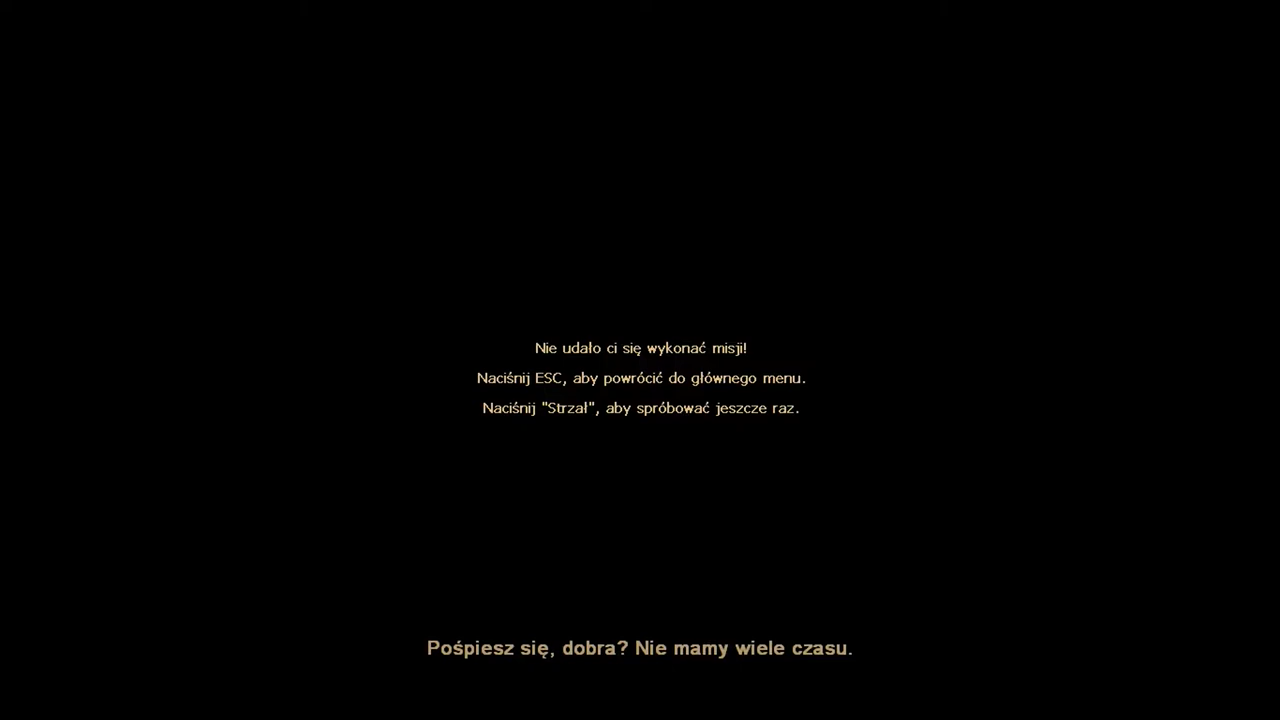 Nie udało ci się wykonać misji!
Naciśnij ESC, aby powrócić do głównego menu.
Naciśnij "Strzał", aby spróbować jeszcze raz.
Pośpiesz się, dobra? Nie mamy wiele czasu.